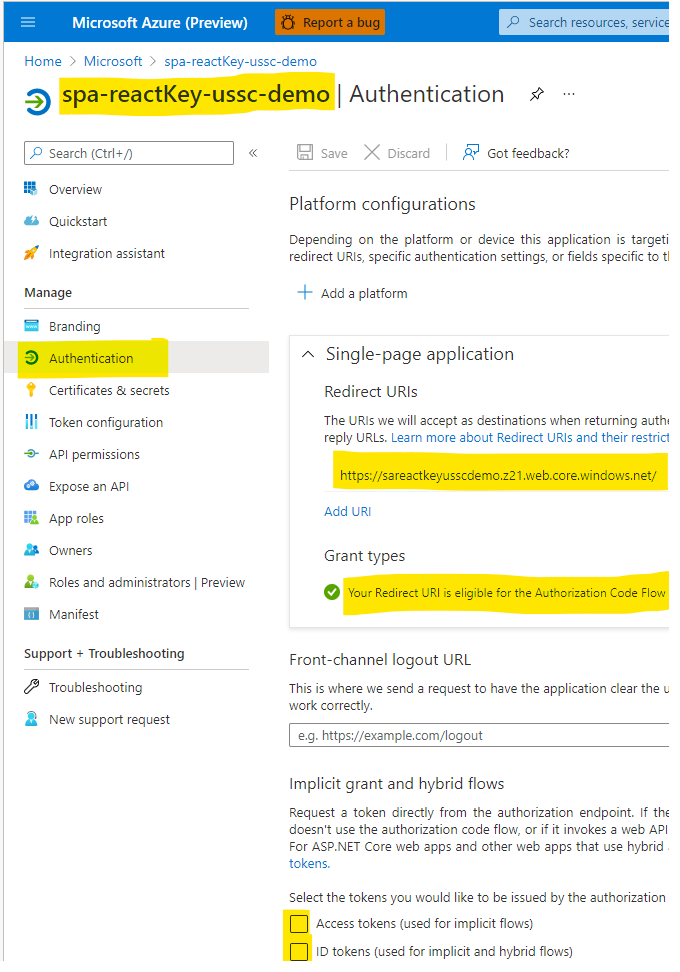 Microsoft Azure (Preview)
Report a bug
Search resources, service
Home > Microsoft > spa-reactKey-ussc-demo
spa-reactKey-ussc-demo | Authentication
Search (Ctrl+/)
Save
Discard
Got feedback?
Overview
Quickstart
Integration assistant
Manage
Branding
Authentication
Certificates & secrets
Token configuration
API permissions
Expose an API
App roles
Owners
Roles and administrators | Preview
Manifest
Support + Troubleshooting
Troubleshooting
New support request
Platform configurations
Depending on the platform or device this application is targeti
redirect URIs, specific authentication settings, or fields specific to t
Add a platform
Single-page application
Redirect URIs
The URIs we will accept as destinations when returning authe
reply URLs. Learn more about Redirect URIs and their restrict
https://sareactkeyusscdemo.z21.web.core.windows.net/
Add URI
Grant types
Your Redirect URI is eligible for the Authorization Code Flow
Front-channel logout URL
This is where we send a request to have the application clear the u
work correctly.
e.g. https://example.com/logout
Implicit grant and hybrid flows
Request a token directly from the authorization endpoint. If the
doesn't use the authorization code flow, or if it invokes a web API
For ASP.NET Core web apps and other web apps that use hybrid
tokens.
Select the tokens you would like to be issued by the authorization
Access tokens (used for implicit flows)
ID tokens (used for implicit and hybrid flows)